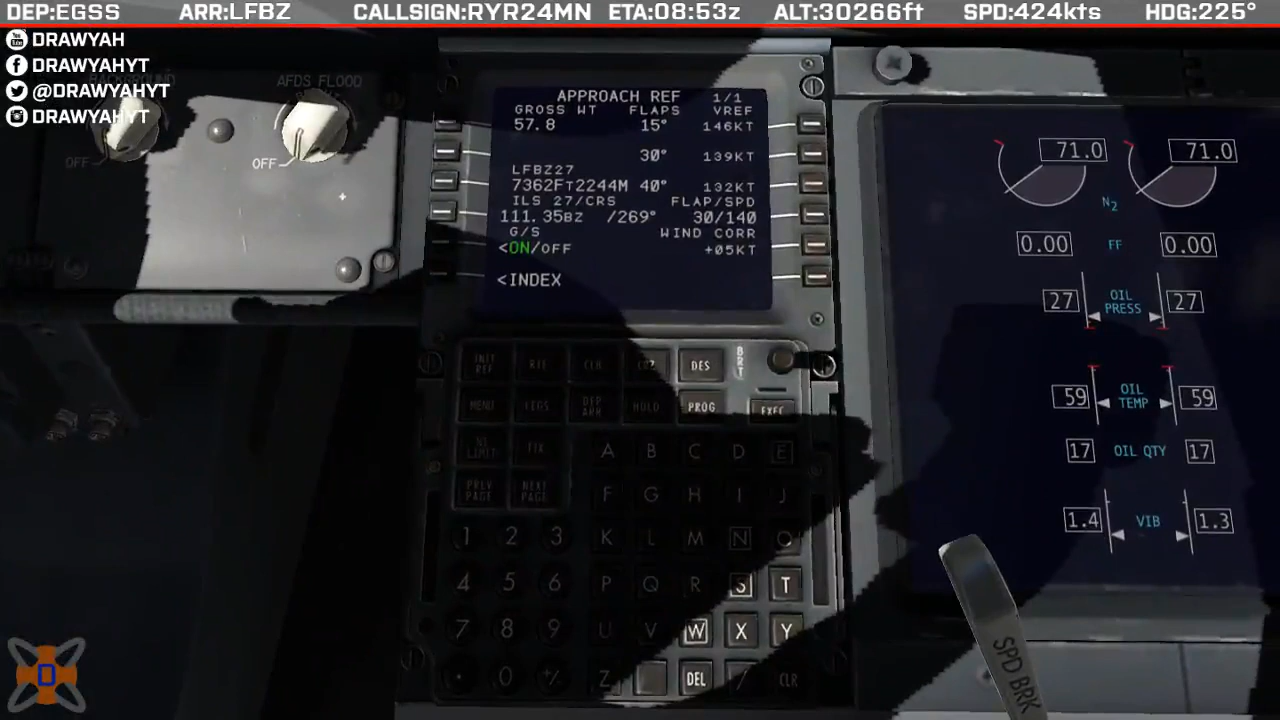 DEP:EGSS ARR:LFBZ CALLSIGN:RYR24MN ETA:08:53z ALT:30266ft SPD:424kts HDG:225°
DRAWYAH
DRAWYAHYT
@DRAWYAHYT
DRAWYAHYT
BACKGROUND AFDS FLOOD
OFF OFF
APPROACH REF 1/1
GROSS WT FLAPS VREF
57.8 15° 146KT
30° 139KT
LFBZ27
7362FT2244M 40° 132KT
ILS 27/CRS FLAP/SPD
111.35BZ /269° 30/140
G/S WIND CORR
<ON/OFF +05KT
<INDEX
71.0 71.0
N2
0.00 FF 0.00
27 OIL PRESS 27
59 OIL TEMP 59
17 OIL QTY 17
1.4 VIB 1.3
INIT REF RTE CLB CRZ DES BRT
MENU LEGS DEP ARR HOLD PROG EXEC
N1 LIMIT FIX A B C D E
PREV PAGE NEXT PAGE F G H I J
1 2 3 K L M N O
4 5 6 P Q R S T
7 8 9 U V W X Y
. 0 +/- Z DEL / CLR
SPD BRK
D